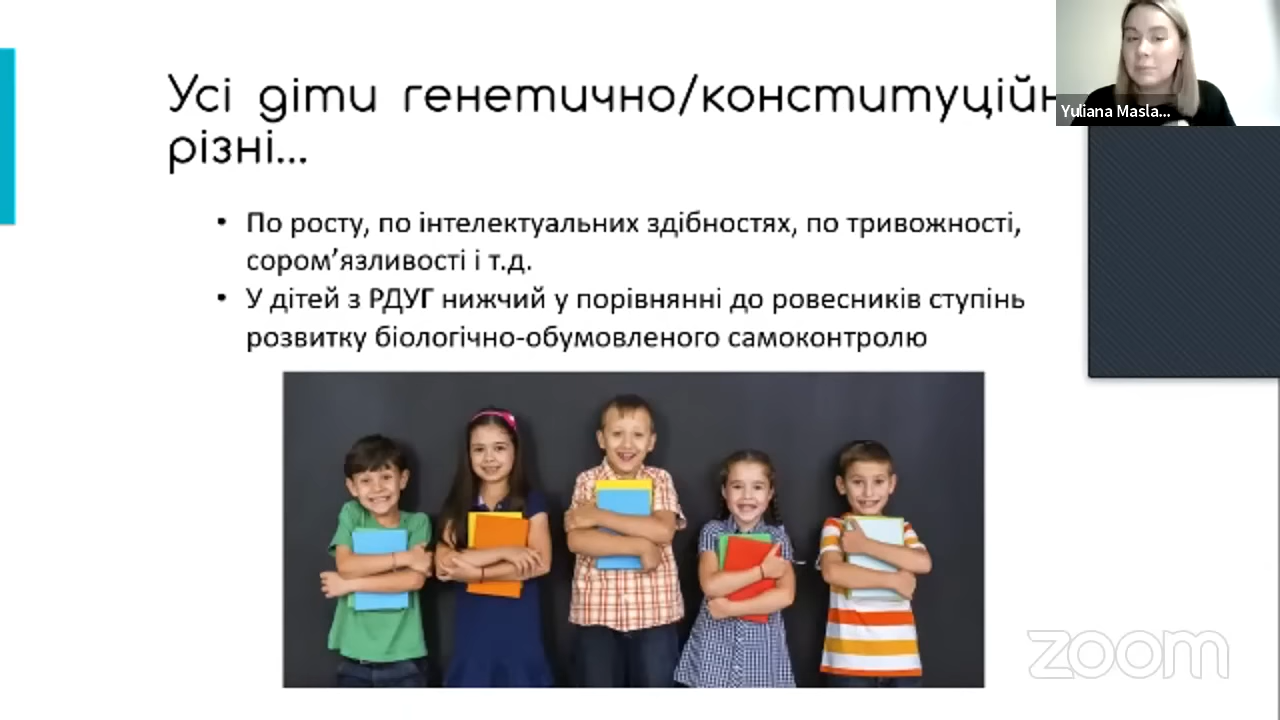 Усі діти генетично/конституційн
різні...
Yuliana Masla...
• По росту, по інтелектуальних здібностях, по тривожності,
сором’язливості і т.д.
• У дітей з РДУГ нижчий у порівнянні до ровесників ступінь
розвитку біологічно-обумовленого самоконтролю
zoom